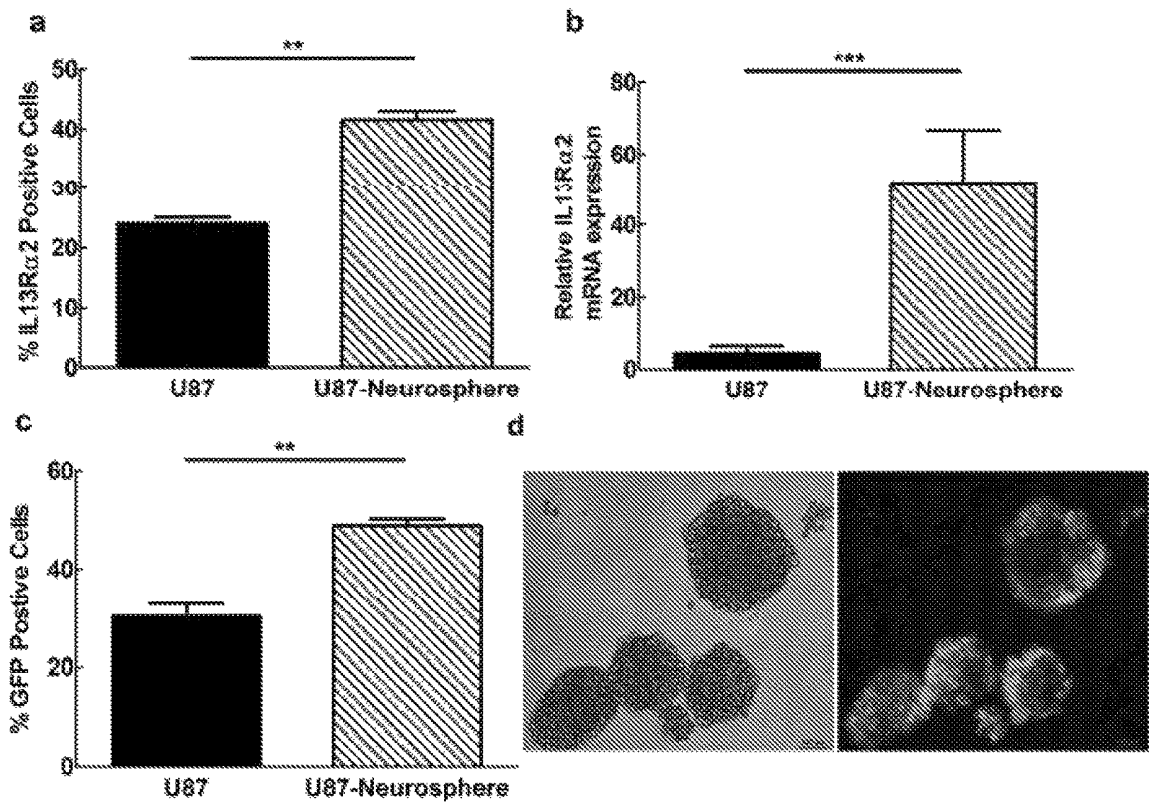 a
**
% IL13Rα2 Positive Cells
50
40
30
20
10
0
U87
U87-Neurosphere
b
***
Relative IL13Rα2
mRNA expression
80
60
40
20
0
U87
U87-Neurosphere
c
**
% GFP Postive Cells
60
40
20
0
U87
U87-Neurosphere
d